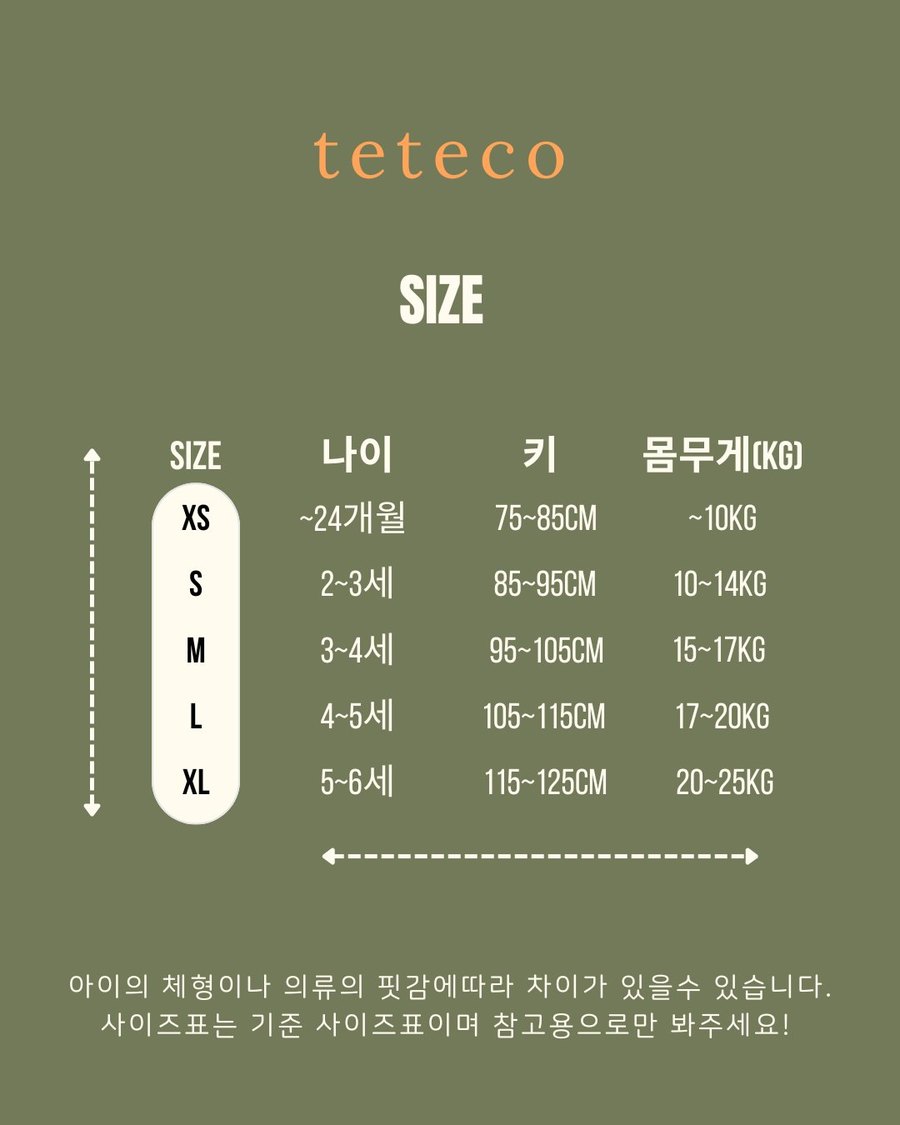 teteco
SIZE
SIZE 나이 키 몸무게(KG)
XS ~24개월 75~85CM ~10KG
S 2~3세 85~95CM 10~14KG
M 3~4세 95~105CM 15~17KG
L 4~5세 105~115CM 17~20KG
XL 5~6세 115~125CM 20~25KG
아이의 체형이나 의류의 핏감에따라 차이가 있을수 있습니다.
사이즈표는 기준 사이즈표이며 참고용으로만 봐주세요!